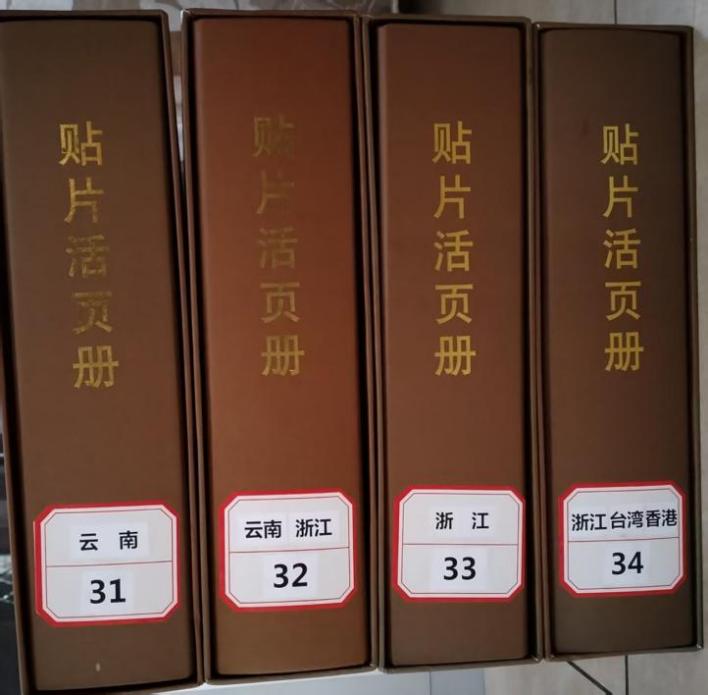 贴片活页册
云南
31
贴片活页册
云南 浙江
32
贴片活页册
浙江
33
贴片活页册
浙江 台湾香港
34